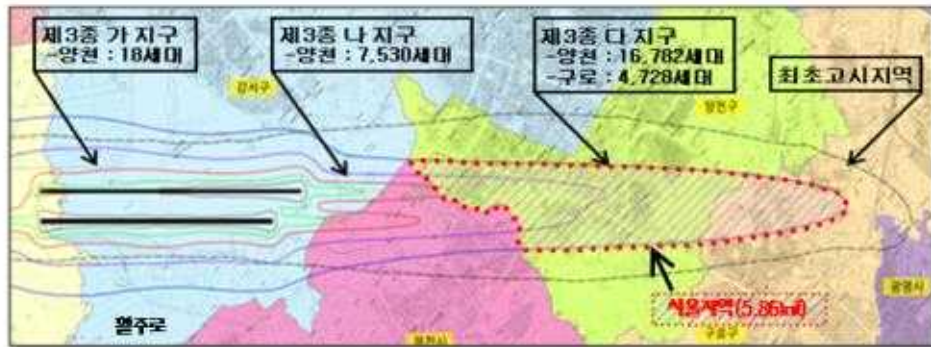 제3종 가 지구
-양천 : 18세대
제3종 나 지구
-양천 : 7,530세대
제3종 다 지구
-양천 : 16,782세대
-구로 : 4,728세대
최초고시지역
강서구
양천구
활주로
부천시
구로구
광명시